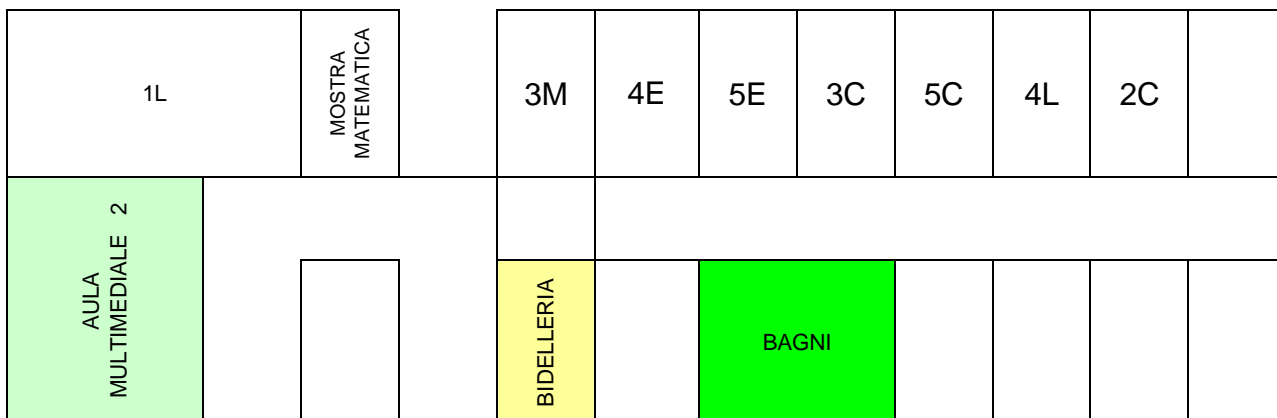 1L
MOSTRA
MATEMATICA
3M
4E
5E
3C
5C
4L
2C
AULA
MULTIMEDIALE 2
BIDELLERIA
BAGNI